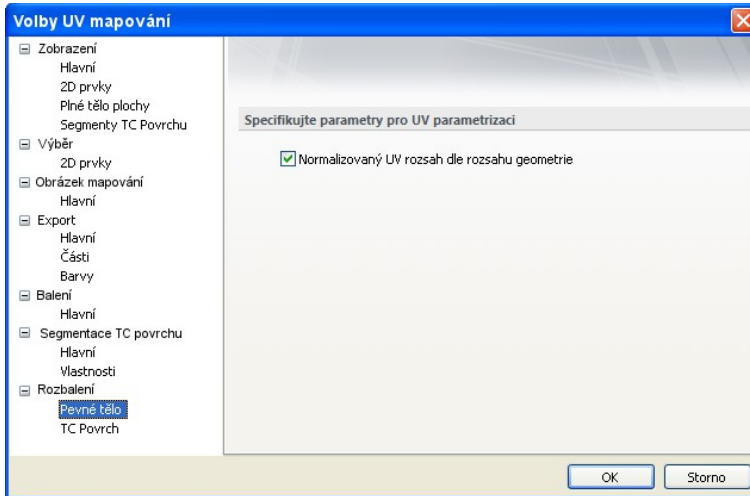 Volby UV mapování
Zobrazení
Hlavní
2D prvky
Plné tělo plochy
Segmenty TC Povrchu
Výběr
2D prvky
Obrázek mapování
Hlavní
Export
Hlavní
Části
Barvy
Balení
Hlavní
Segmentace TC povrchu
Hlavní
Vlastnosti
Rozbalení
Pevné tělo
TC Povrch
Specifikujte parametry pro UV parametrizaci
Normalizovaný UV rozsah dle rozsahu geometrie
OK
Storno